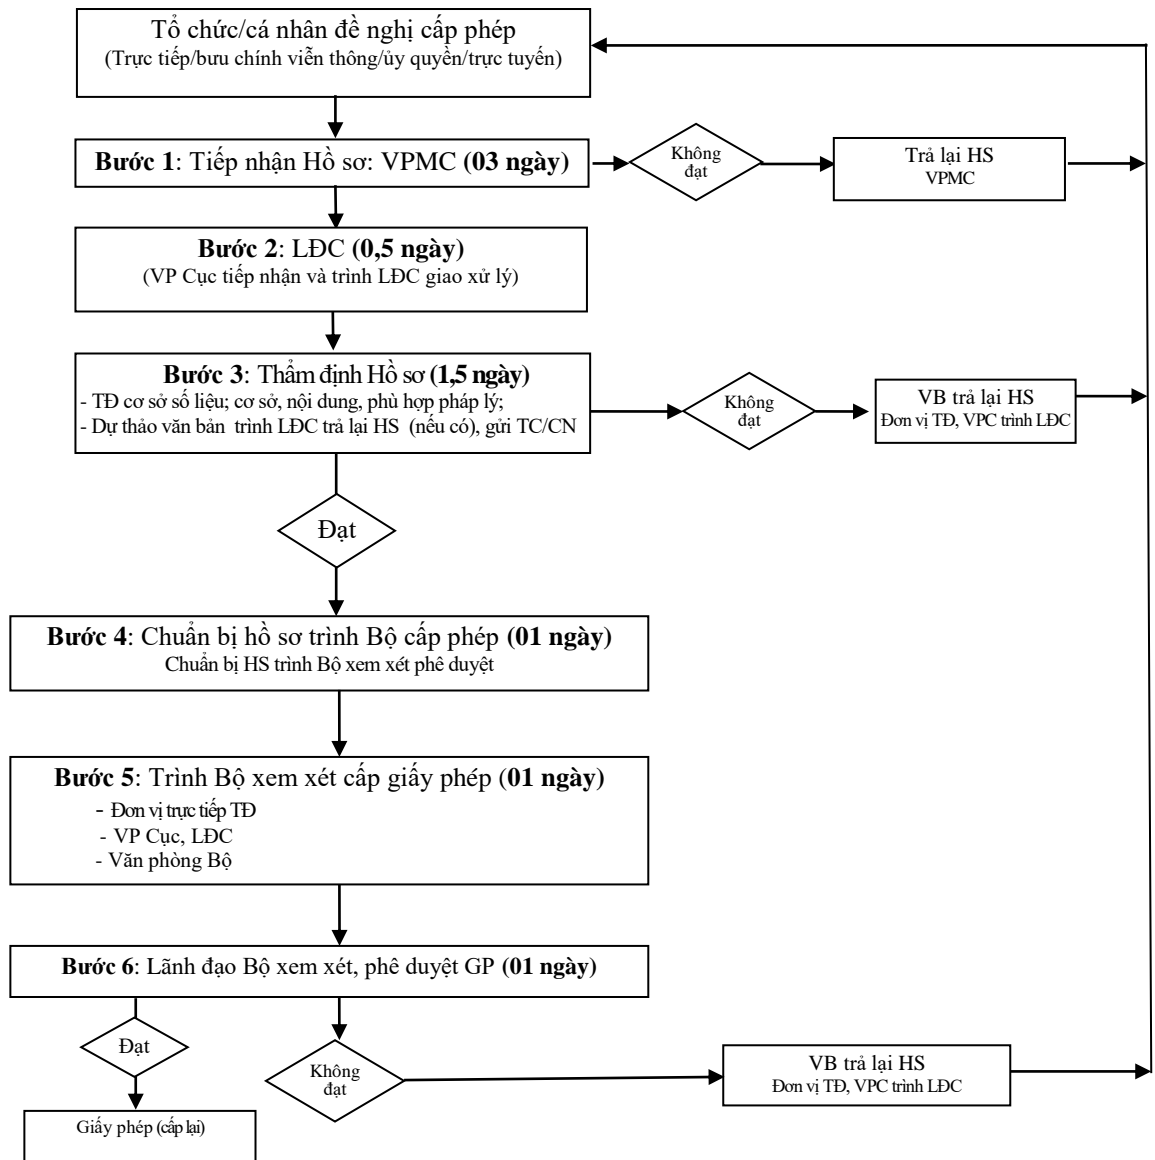 Tổ chức/cá nhân đề nghị cấp phép
(Trực tiếp/bưu chính viễn thông/ủy quyền/trực tuyến)
Bước 1: Tiếp nhận Hồ sơ: VPMC (03 ngày)
Không
đạt
Trả lại HS
VPMC
Bước 2: LĐC (0,5 ngày)
(VP Cục tiếp nhận và trình LĐC giao xử lý)
Bước 3: Thẩm định Hồ sơ (1,5 ngày)
- TĐ cơ sở số liệu; cơ sở, nội dung, phù hợp pháp lý;
- Dự thảo văn bản trình LĐC trả lại HS (nếu có), gửi TC/CN
Không
đạt
VB trả lại HS
Đơn vị TĐ, VPC trình LĐC
Đạt
Bước 4: Chuẩn bị hồ sơ trình Bộ cấp phép (01 ngày)
Chuẩn bị HS trình Bộ xem xét phê duyệt
Bước 5: Trình Bộ xem xét cấp giấy phép (01 ngày)
- Đơn vị trực tiếp TĐ
- VP Cục, LĐC
- Văn phòng Bộ
Bước 6: Lãnh đạo Bộ xem xét, phê duyệt GP (01 ngày)
Đạt
Không
đạt
VB trả lại HS
Đơn vị TĐ, VPC trình LĐC
Giấy phép (cấp lại)